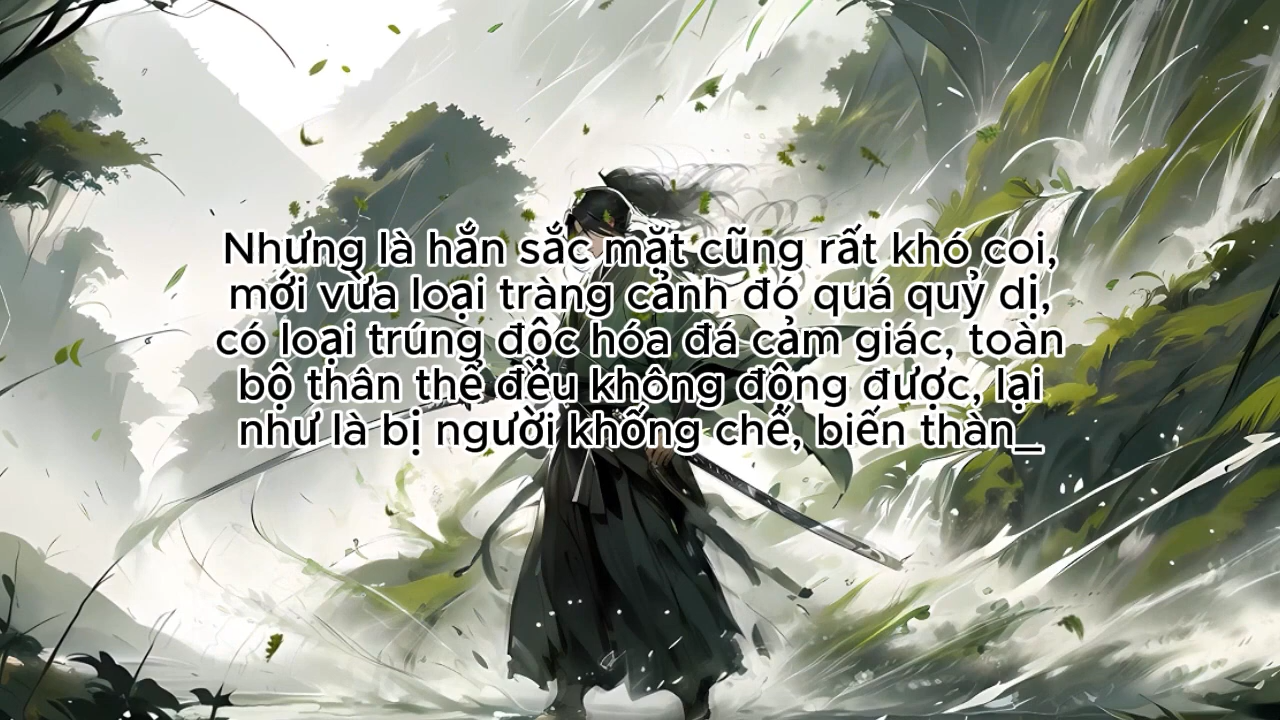 Nhưng là hắn sắc mặt cũng rất khó coi,
mới vừa loại tràng cảnh đó quá quỷ dị,
có loại trúng độc hóa đá cảm giác, toàn
bộ thân thể đều không động được, lại
như là bị người khống chế, biến thàn_